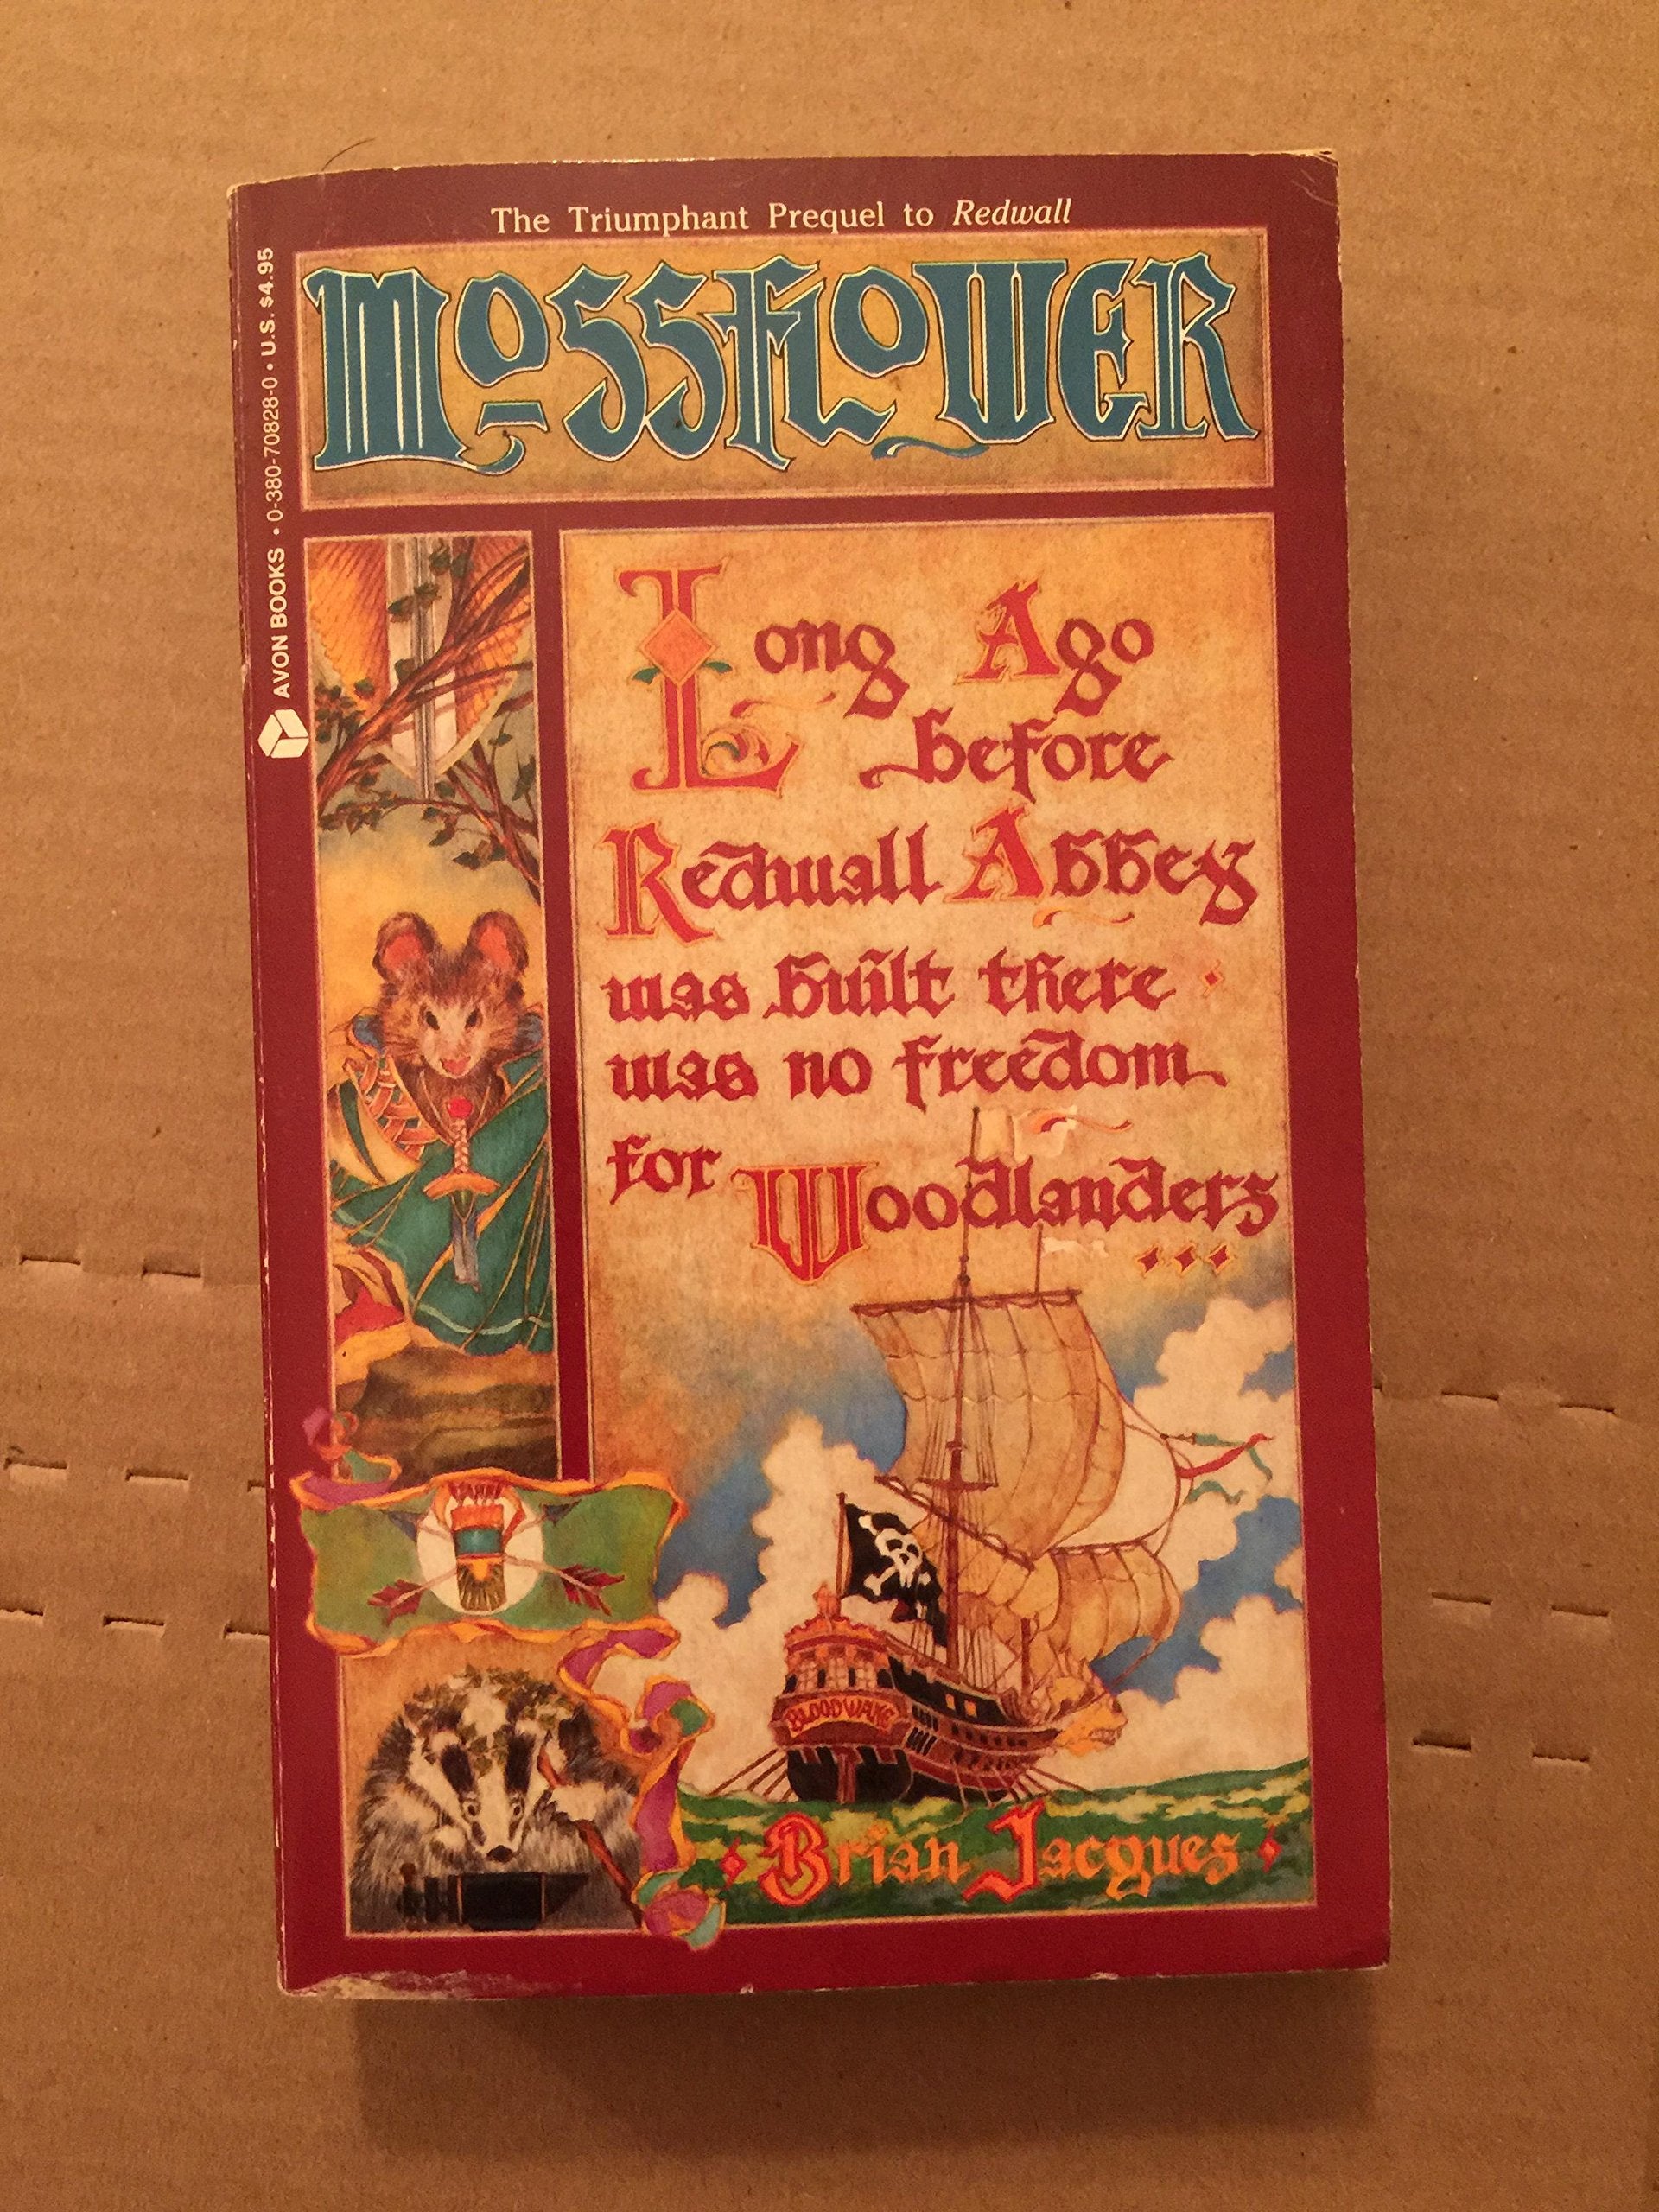 The Triumphant Prequel to Redwall
AVON BOOKS • 0-380-70828-0 • U.S. $4.95
MOSSFLOWER
Long Ago
before
Redwall Abbey
was built there
was no freedom
for Woodlanders
...
BLOODWAKE
Brian Jacques